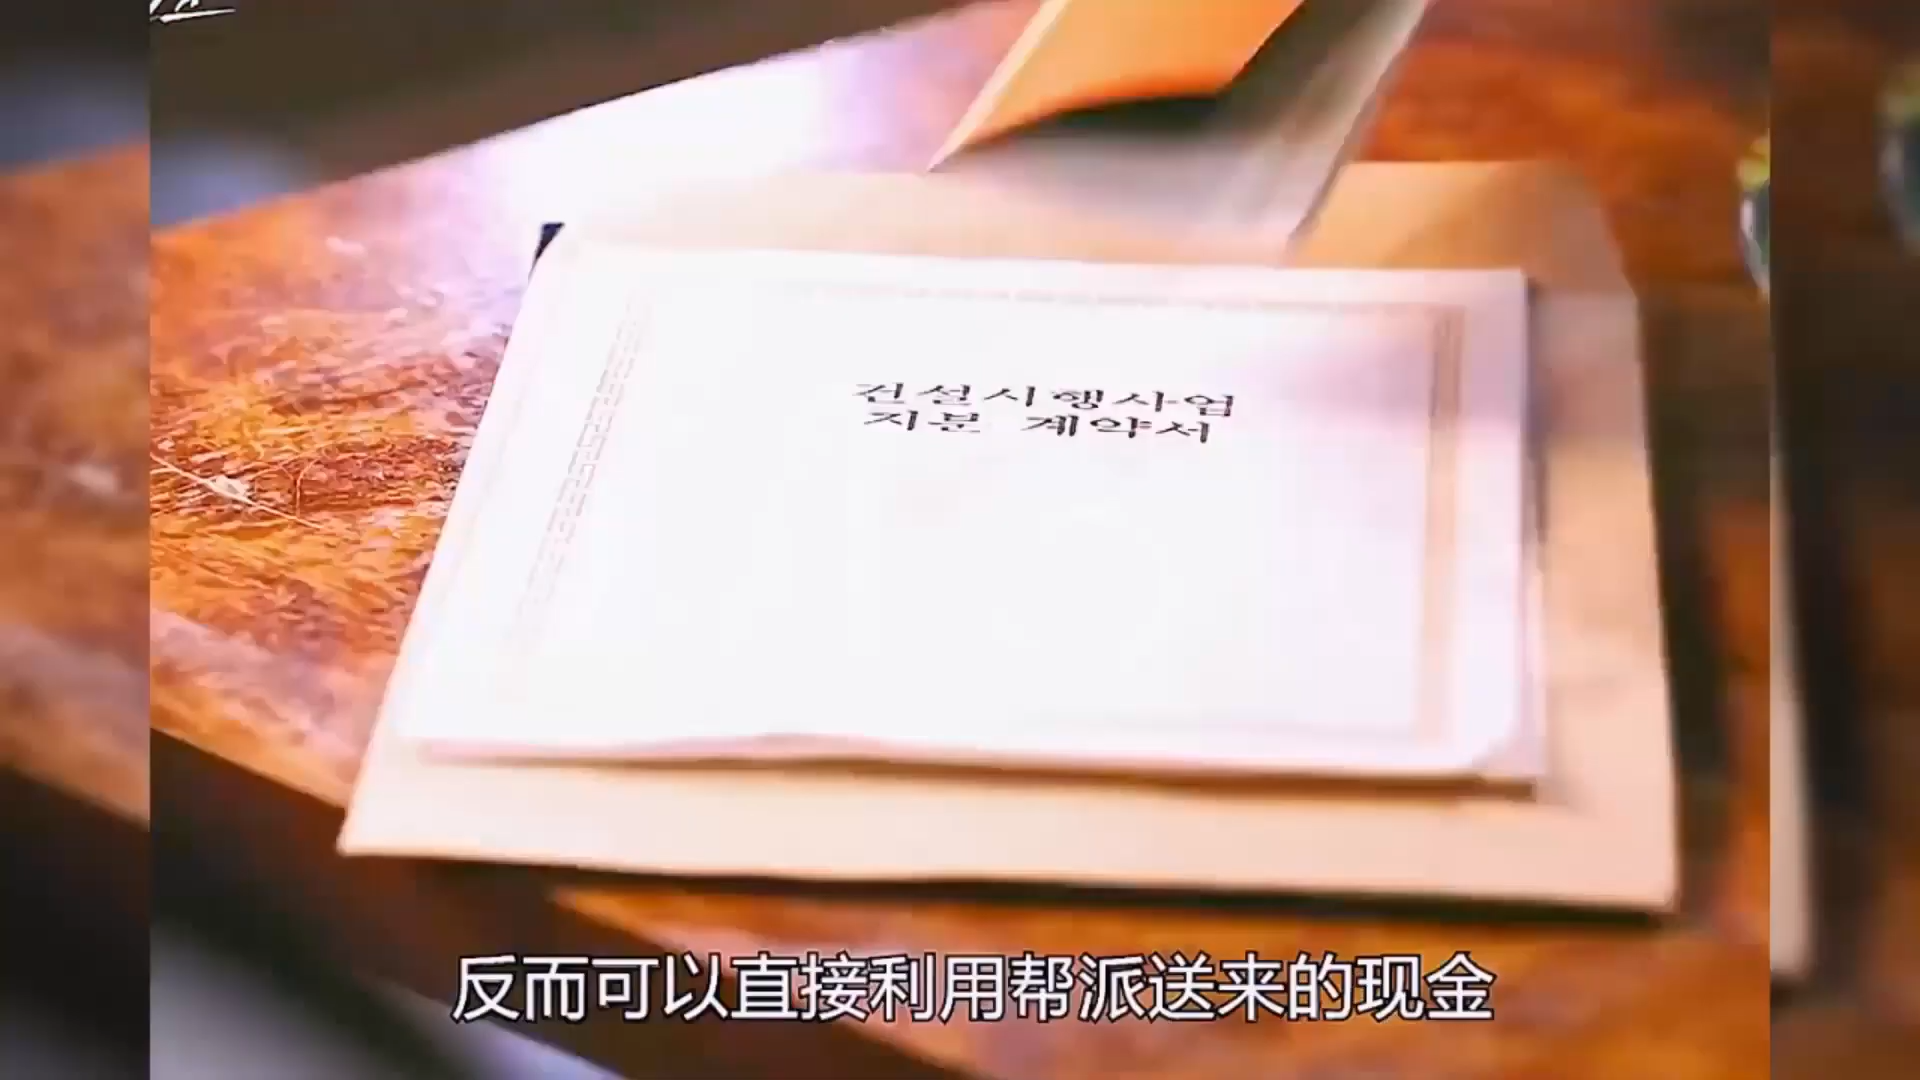 건설시행사업
지분 계약서
反而可以直接利用帮派送来的现金